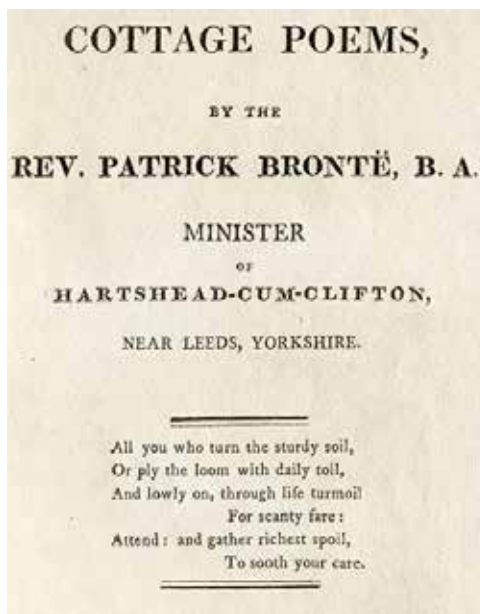 COTTAGE POEMS,
BY THE
REV. PATRICK BRONTË, B. A.
MINISTER
OF
HARTSHEAD-CUM-CLIFTON,
NEAR LEEDS, YORKSHIRE.
All you who turn the sturdy soil,
Or ply the loom with daily toil,
And lowly on, through life turmoil
For scanty fare:
Attend: and gather richest spoil,
To sooth your care.